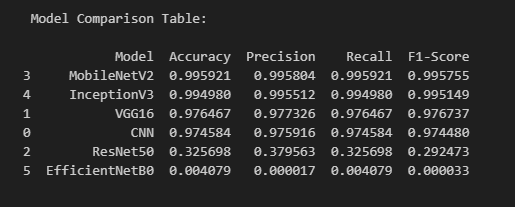 Model Comparison Table:
Model Accuracy Precision Recall F1-Score
3 MobileNetV2 0.995921 0.995804 0.995921 0.995755
4 InceptionV3 0.994980 0.995512 0.994980 0.995149
1 VGG16 0.976467 0.977326 0.976467 0.976737
0 CNN 0.974584 0.975916 0.974584 0.974480
2 ResNet50 0.325698 0.379563 0.325698 0.292473
5 EfficientNetB0 0.004079 0.000017 0.004079 0.000033